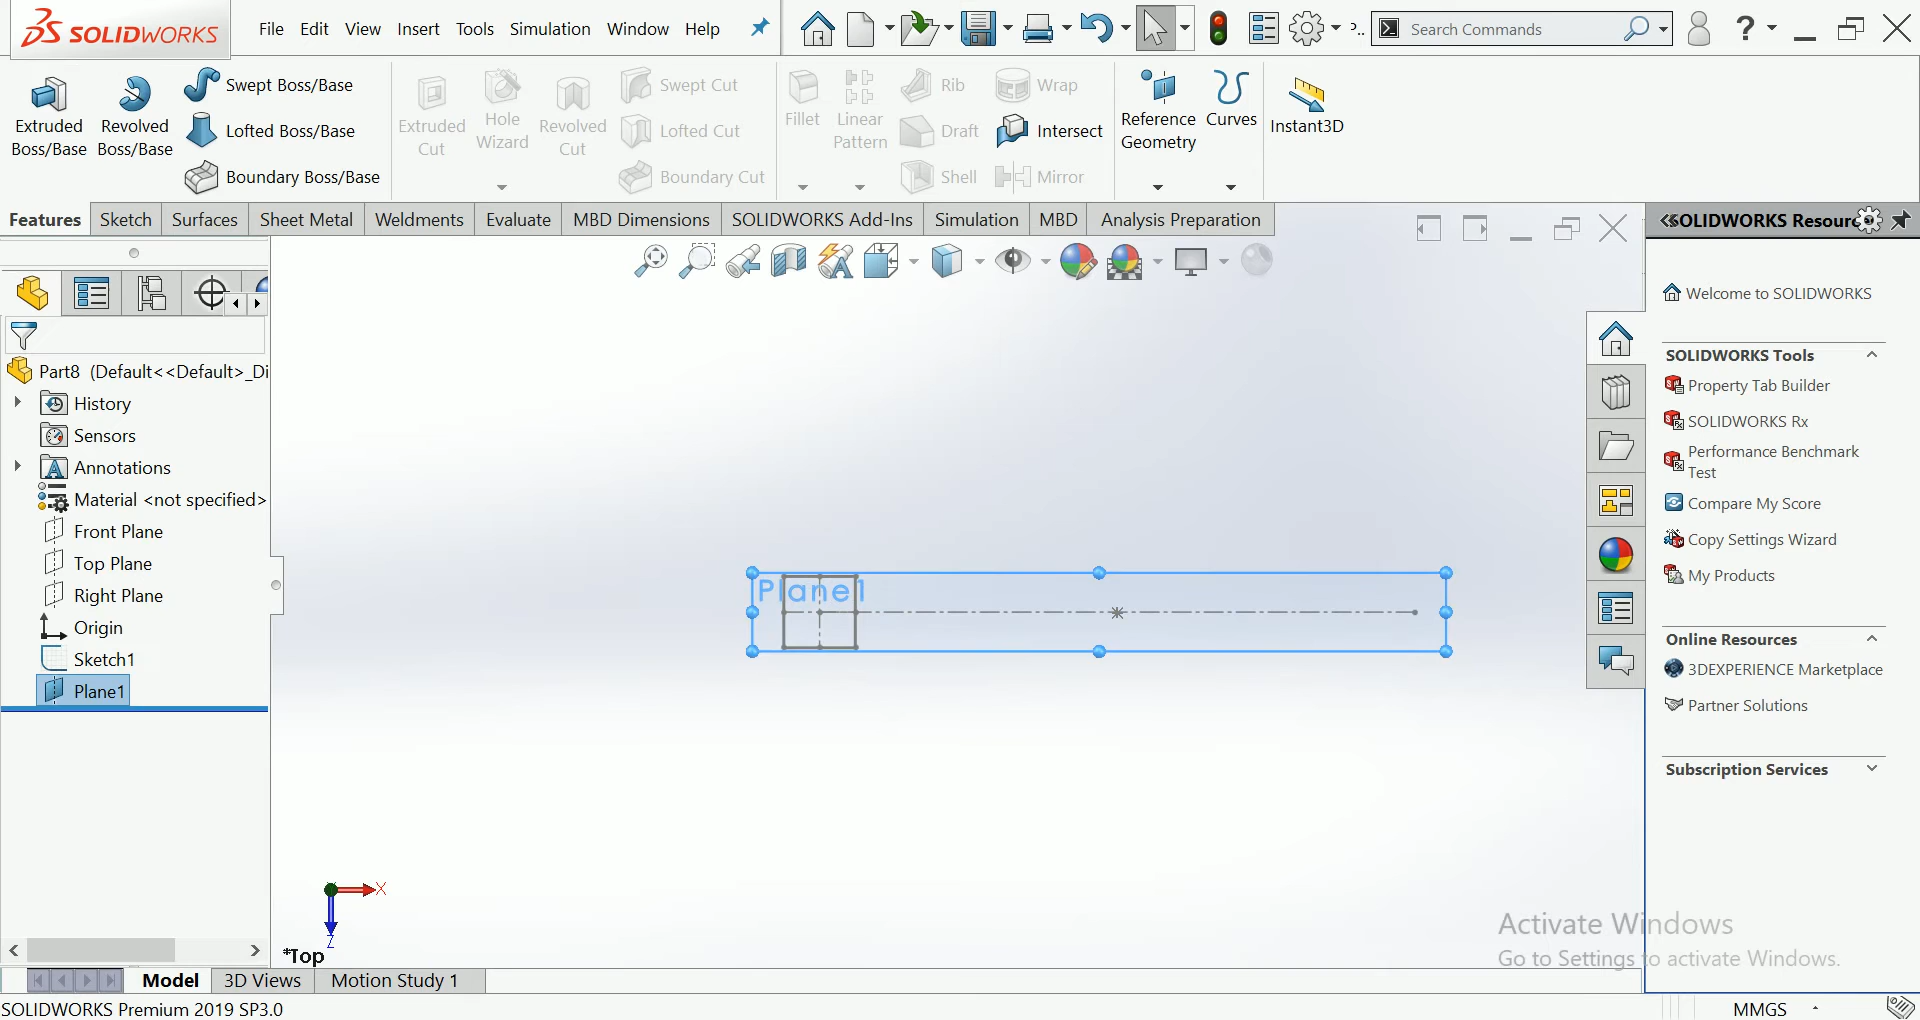 SOLIDWORKS File Edit View Insert Tools Simulation Window Help Search Commands ?
Extruded Boss/Base
Revolved Boss/Base
Swept Boss/Base
Lofted Boss/Base
Boundary Boss/Base
Extruded Cut
Hole Wizard
Revolved Cut
Swept Cut
Lofted Cut
Boundary Cut
Fillet
Linear Pattern
Rib
Draft
Shell
Wrap
Intersect
Mirror
Reference Geometry
Curves
Instant3D
Features Sketch Surfaces Sheet Metal Weldments Evaluate MBD Dimensions SOLIDWORKS Add-Ins Simulation MBD Analysis Preparation
Part8 (Default<<Default>_Di
History
Sensors
Annotations
Material <not specified>
Front Plane
Top Plane
Right Plane
Origin
Sketch1
Plane1
Plane1
X
Z
*Top
SOLIDWORKS Resour
Welcome to SOLIDWORKS
SOLIDWORKS Tools
Property Tab Builder
SOLIDWORKS Rx
Performance Benchmark
Test
Compare My Score
Copy Settings Wizard
My Products
Online Resources
3DEXPERIENCE Marketplace
Partner Solutions
Subscription Services
Activate Windows
Go to Settings to activate Windows.
Model 3D Views Motion Study 1
SOLIDWORKS Premium 2019 SP3.0 MMGS